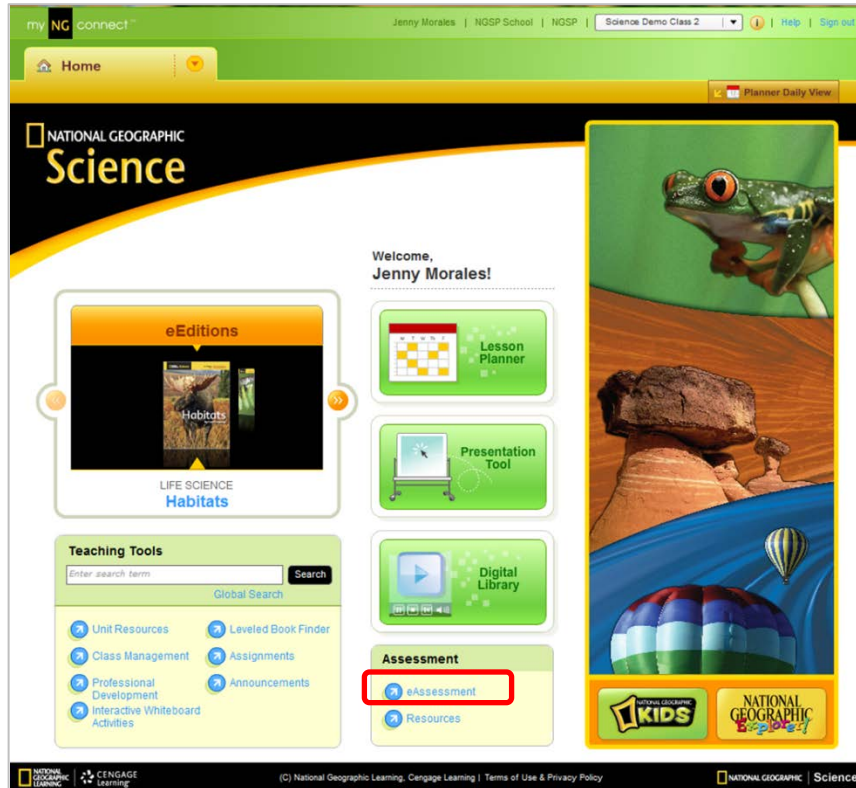 my NG connect™
Jenny Morales | NGSP School | NGSP | Science Demo Class 2 | i | Help | Sign out
Home
Planner Daily View
NATIONAL GEOGRAPHIC
Science
Welcome,
Jenny Morales!
eEditions
Habitats
LIFE SCIENCE
Habitats
Lesson
Planner
Presentation
Tool
Digital
Library
Teaching Tools
Enter search term
Search
Global Search
Unit Resources
Leveled Book Finder
Class Management
Assignments
Professional
Development
Announcements
Interactive Whiteboard
Activities
Assessment
eAssessment
Resources
NATIONAL GEOGRAPHIC
KIDS
NATIONAL
GEOGRAPHIC
Explorer!
NATIONAL
GEOGRAPHIC
LEARNING
CENGAGE
Learning
(C) National Geographic Learning, Cengage Learning | Terms of Use & Privacy Policy
NATIONAL GEOGRAPHIC | Science